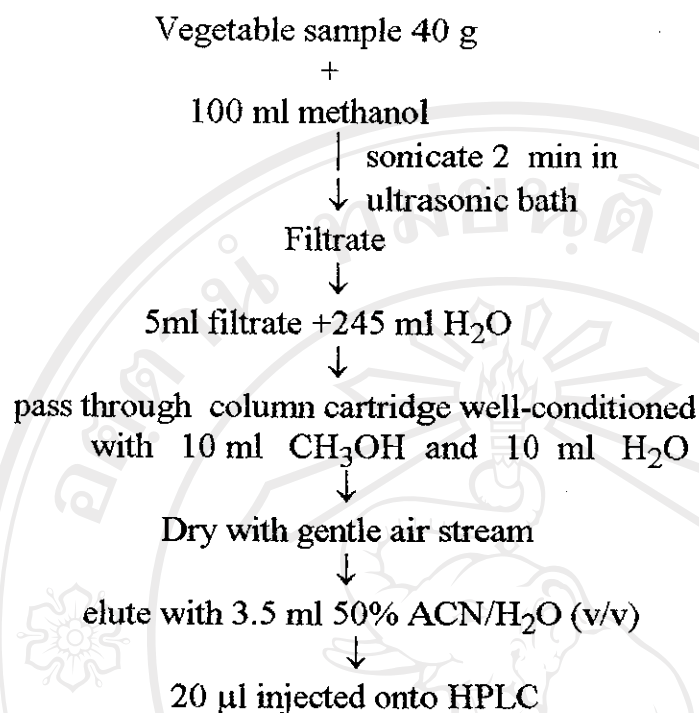 Vegetable sample 40 g
+
100 ml methanol
sonicate 2 min in
ultrasonic bath
Filtrate
5ml filtrate +245 ml H₂O
pass through column cartridge well-conditioned
with 10 ml CH₃OH and 10 ml H₂O
Dry with gentle air stream
elute with 3.5 ml 50% ACN/H₂O (v/v)
20 µl injected onto HPLC